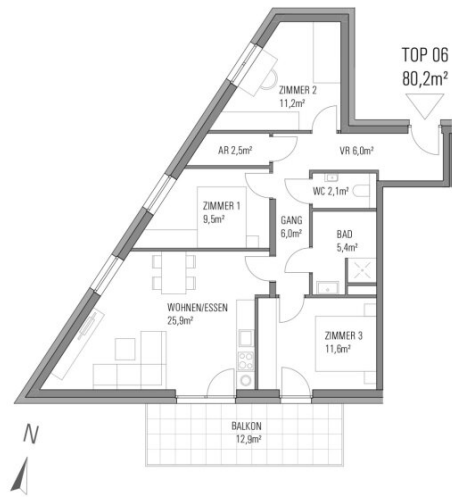 TOP 06
80,2m²
ZIMMER 2
11,2m²
AR 2,5m²
VR 6,0m²
WC 2,1m²
ZIMMER 1
9,5m²
GANG
6,0m²
BAD
5,4m²
WOHNEN/ESSEN
25,9m²
ZIMMER 3
11,6m²
BALKON
12,9m²
N